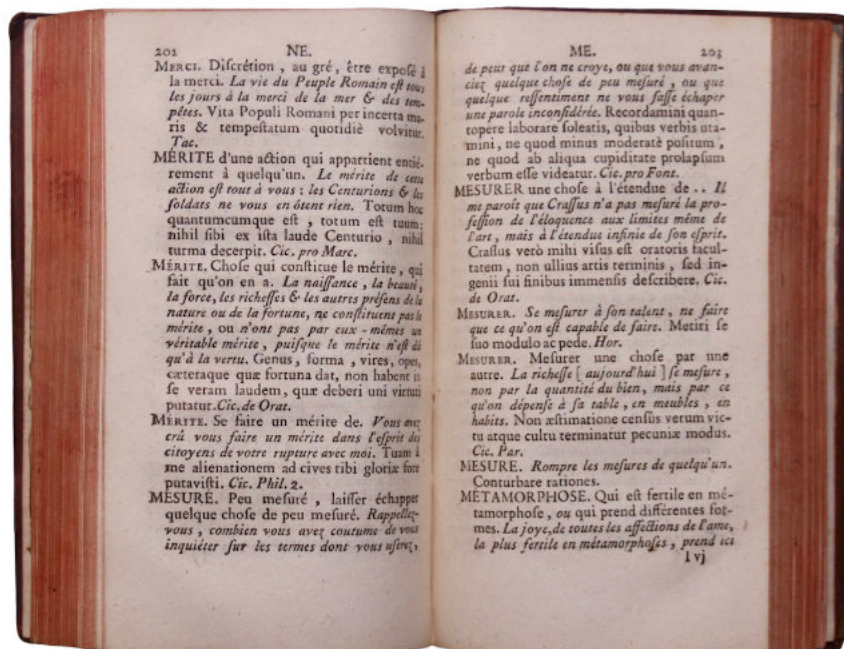 202 NE.
MERCI. Discrétion, au gré, être exposé à
la merci. La vie du Peuple Romain est tous
les jours à la merci de la mer & des tem-
pêtes. Vita Populi Romani per incerta ma-
ris & tempestatum quotidiè volvitur.
Tac.
MÉRITE d'une action qui appartient entié-
rement à quelqu'un. Le mérite de cette
action est tout à vous : les Centurions & les
soldats ne vous en ôtent rien. Totum hoc
quantumcumque est, totum est tuum;
nihil sibi ex ista laude Centurio, nihil
turma decerpit. Cic. pro Marc.
MÉRITE. Chose qui constitue le mérite, qui
fait qu'on en a. La naissance, la beauté,
la force, les richesses & les autres présens de la
nature ou de la fortune, ne constituent pas le
mérite, ou n'ont pas par eux-mêmes un
véritable mérite, puisque le mérite n'est dû
qu'à la vertu. Genus, forma, vires, opes,
cæteraque quæ fortuna dat, non habent in
se veram laudem, quæ deberi uni virtuti
putatur. Cic. de Orat.
MÉRITE. Se faire un mérite de. Vous avez
crû vous faire un mérite dans l'esprit des
citoyens de votre rupture avec moi. Tuam à
me alienationem ad cives tibi gloriæ fore
putavisti. Cic. Phil. 2.
MESURÉ. Peu mesuré, laisser échapper
quelque chose de peu mesuré. Rappellez-
vous, combien vous avez coutume de vous
inquiéter sur les termes dont vous userez,
ME. 203
de peur que l'on ne croye, ou que vous avan-
ciez quelque chose de peu mesuré, ou que
quelque ressentiment ne vous fasse échaper
une parole inconsidérée. Recordamini quan-
topere laborare soleatis, quibus verbis uta-
mini, ne quod minus moderatè positum,
ne quod ab aliqua cupiditate prolapsum
verbum esse videatur. Cic. pro Font.
MESURER une chose à l'étendue de .. Il
me paroît que Crassus n'a pas mesuré la pro-
fession de l'éloquence aux limites même de
l'art, mais à l'étendue infinie de son esprit.
Crassus verò mihi visus est oratoris facul-
tatem, non ullius artis terminis, sed in-
genii sui finibus immensis describere. Cic.
de Orat.
MESURER. Se mesurer à son talent, ne faire
que ce qu'on est capable de faire. Metiri se
suo modulo ac pede. Hor.
MESURER. Mesurer une chose par une
autre. La richesse [ aujourd'hui ] se mesure,
non par la quantité du bien, mais par ce
qu'on dépense à sa table, en meubles, en
habits. Non æstimatione censûs verum vic-
tu atque cultu terminatur pecuniæ modus.
Cic. Par.
MESURE. Rompre les mesures de quelqu'un.
Conturbare rationes.
MÉTAMORPHOSE. Qui est fertile en mé-
tamorphose, ou qui prend différentes for-
mes. La joye, de toutes les affections de l'ame,
la plus fertile en métamorphoses, prend ici
I vj